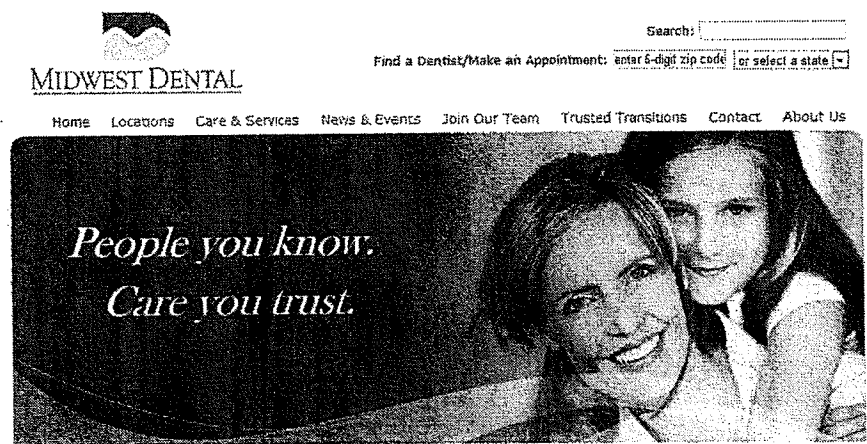 Search:
Find a Dentist/Make an Appointment: enter 5-digit zip code or select a state
MIDWEST DENTAL
Home Locations Care & Services News & Events Join Our Team Trusted Transitions Contact About Us
People you know.
Care you trust.